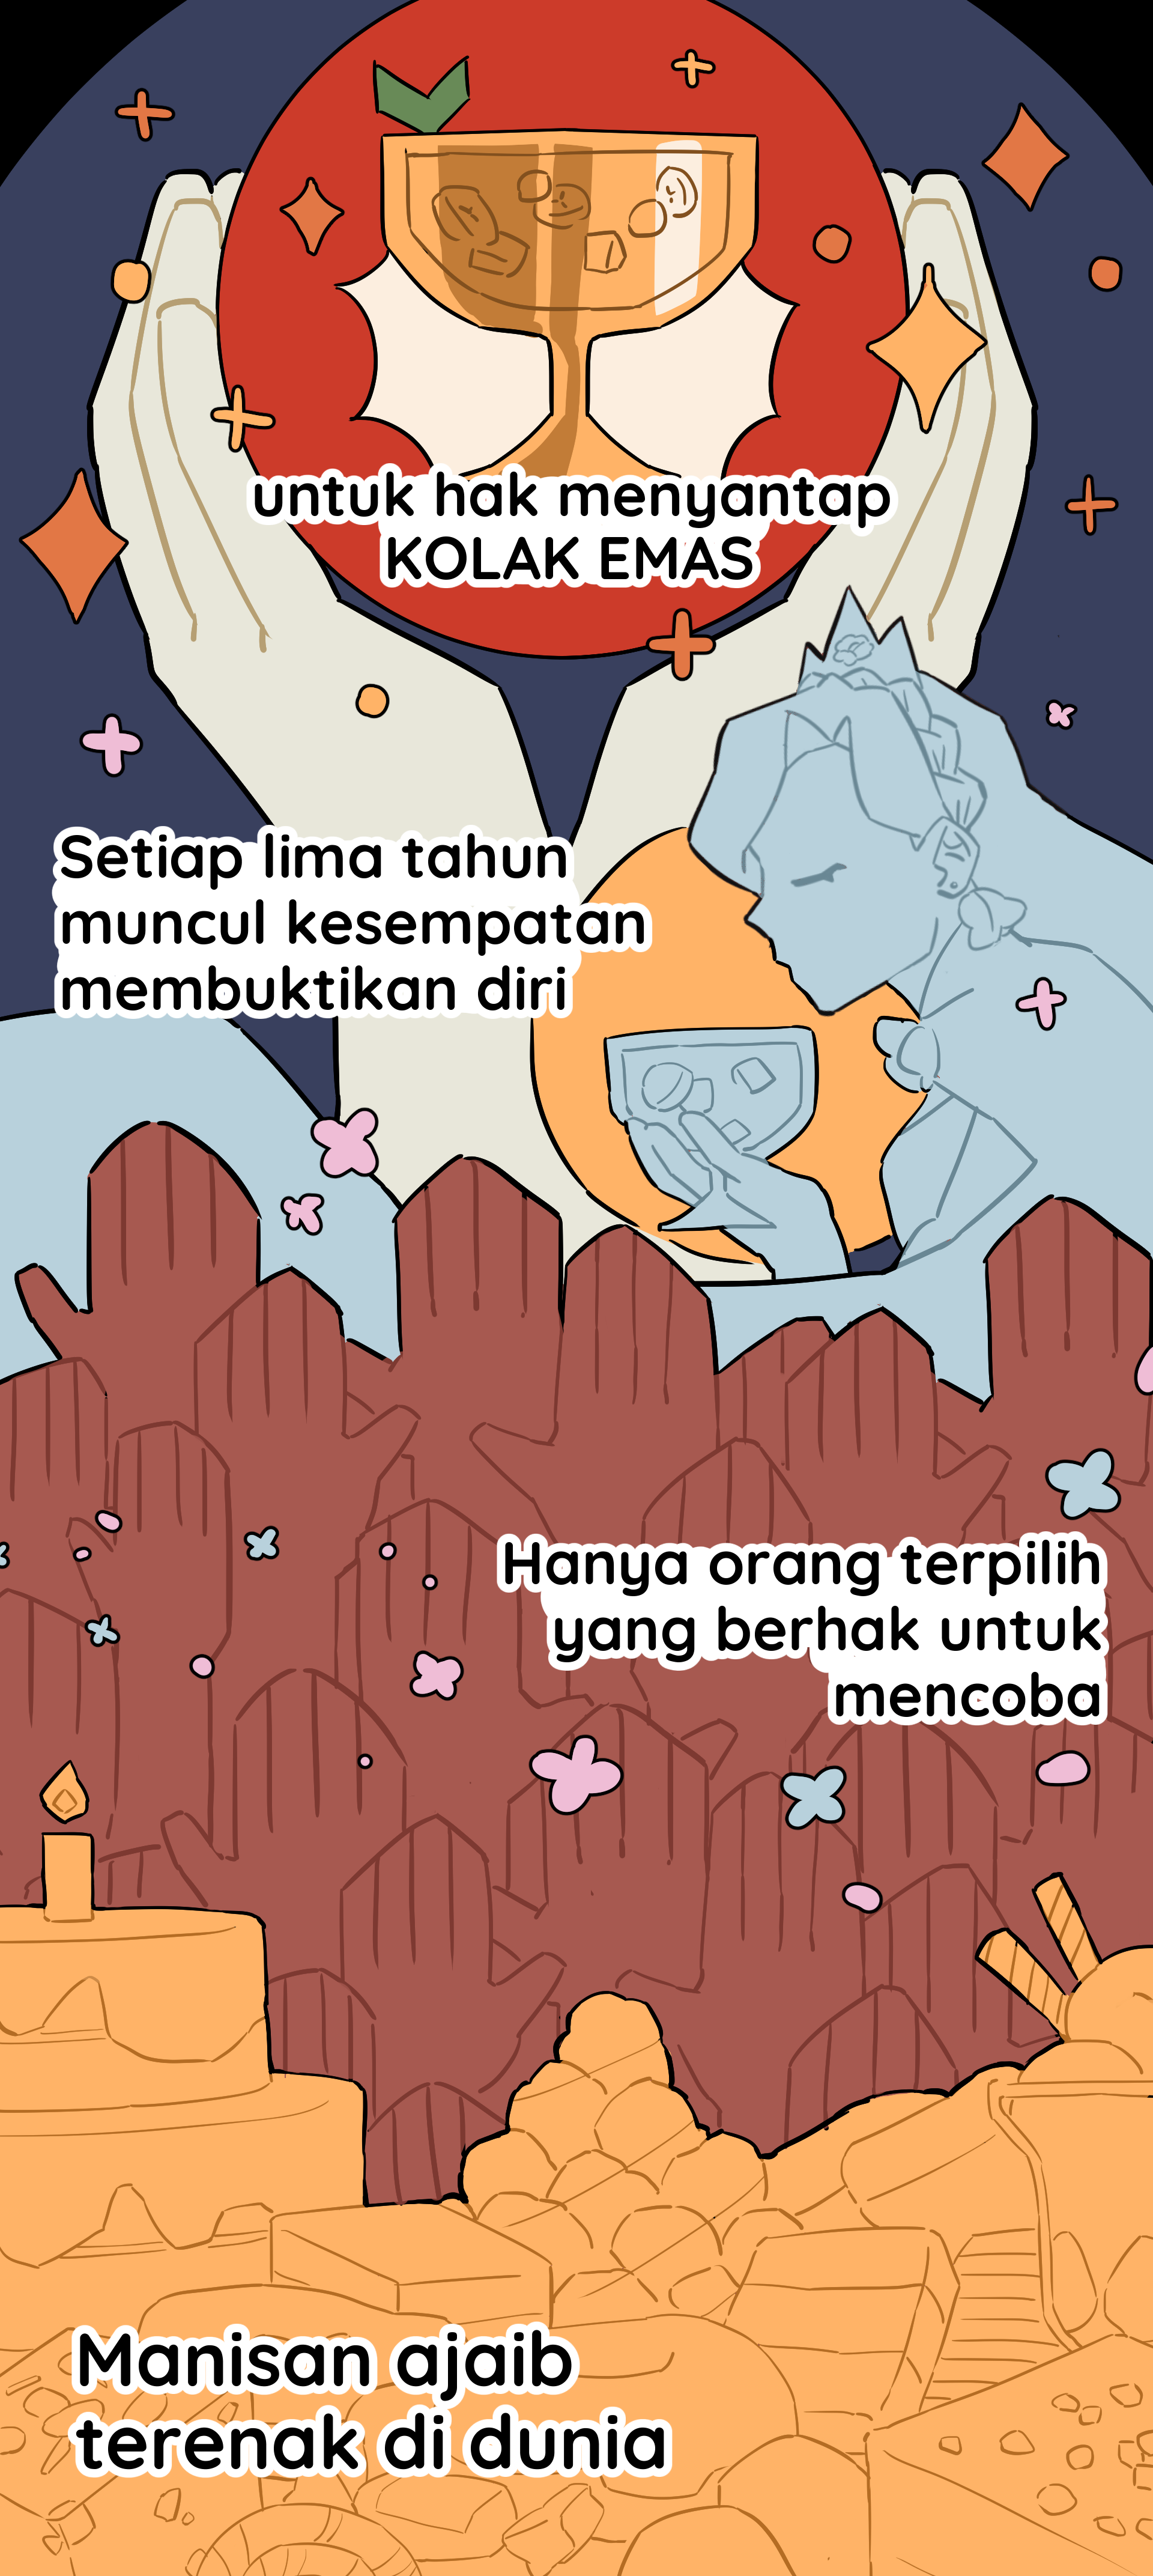 untuk hak menyantap
KOLAK EMAS
Setiap lima tahun
muncul kesempatan
membuktikan diri
Hanya orang terpilih
yang berhak untuk
mencoba
Manisan ajaib
terenak di dunia